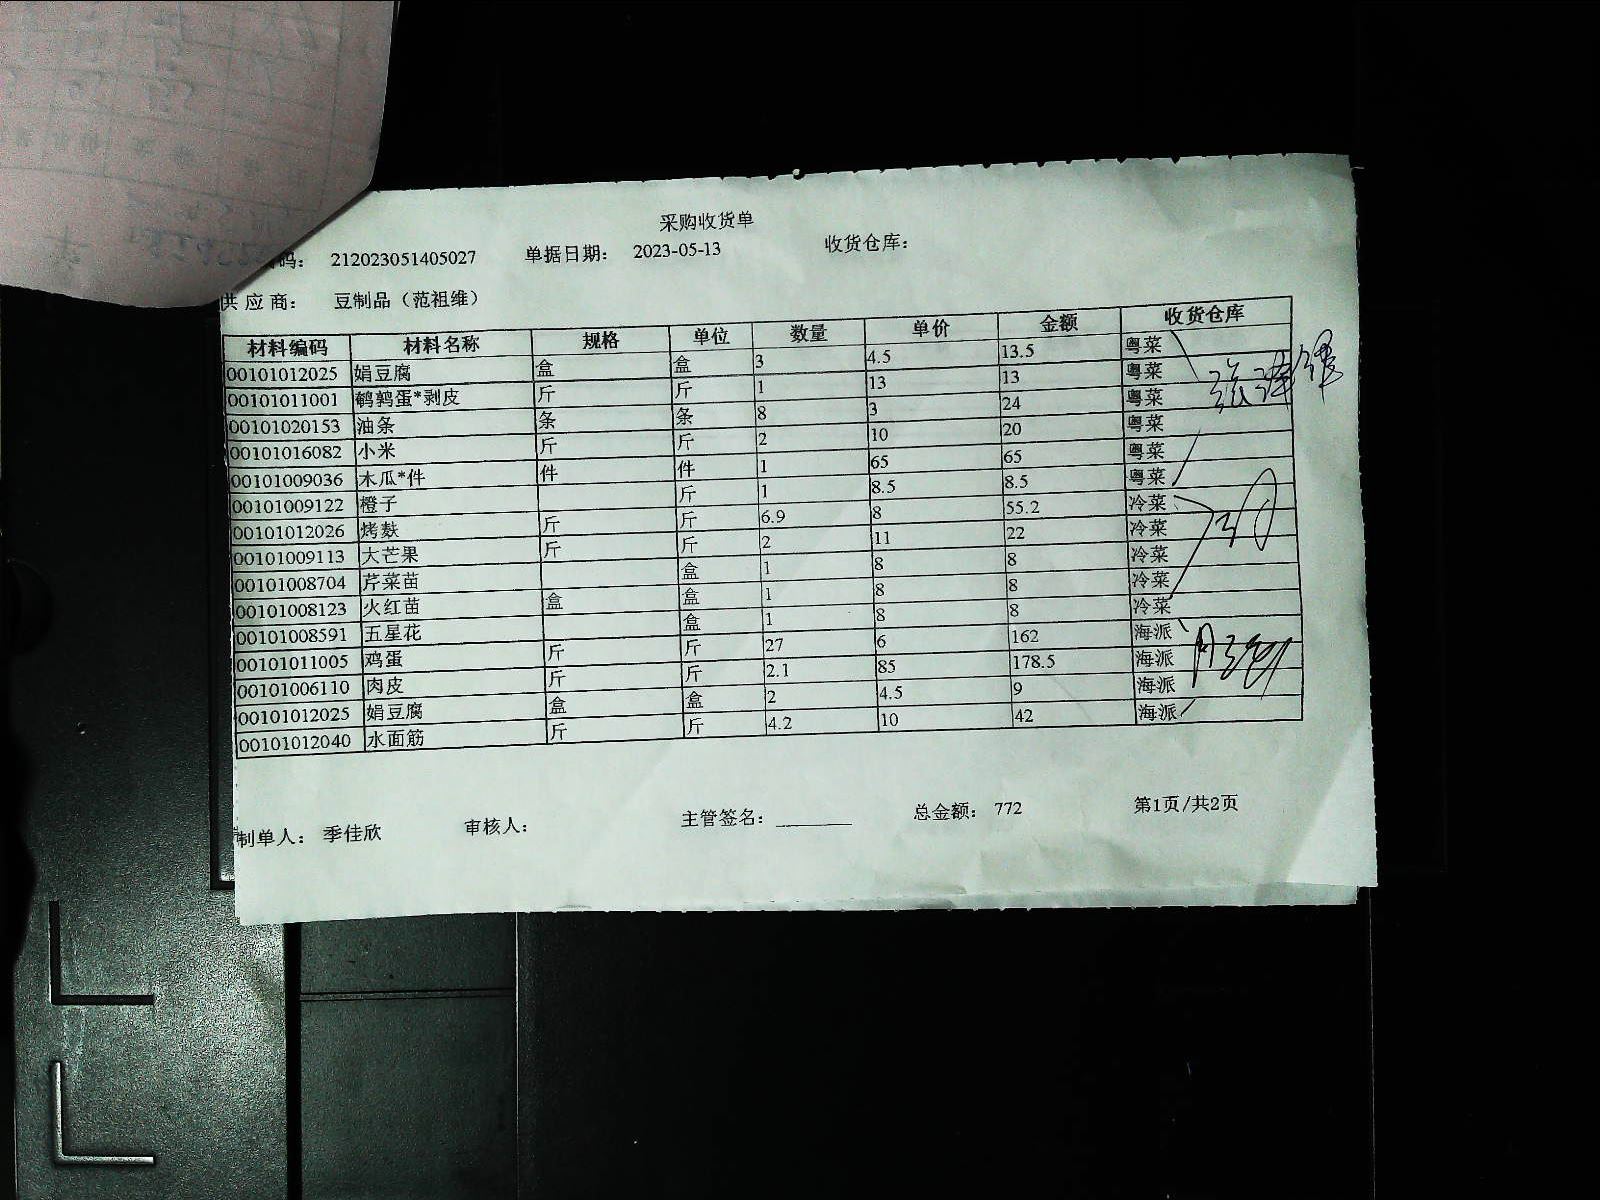 采购收货单
码： 212023051405027 单据日期： 2023-05-13 收货仓库：
供应商： 豆制品（范祖维）
材料编码 材料名称 规格 单位 数量 单价 金额 收货仓库
00101012025 娟豆腐 盒 盒 3 4.5 13.5 粤菜
00101011001 鹌鹑蛋*剥皮 斤 斤 1 13 13 粤菜
00101020153 油条 条 条 8 3 24 粤菜
00101016082 小米 斤 斤 2 10 20 粤菜
00101009036 木瓜*件 件 件 1 65 65 粤菜
00101009122 橙子 斤 1 8.5 8.5 粤菜
00101012026 烤麸 斤 斤 6.9 8 55.2 冷菜
00101009113 大芒果 斤 斤 2 11 22 冷菜
00101008704 芹菜苗 盒 1 8 8 冷菜
00101008123 火红苗 盒 盒 1 8 8 冷菜
00101008591 五星花 盒 1 8 8 冷菜
00101011005 鸡蛋 斤 斤 27 6 162 海派
00101006110 肉皮 斤 斤 2.1 85 178.5 海派
00101012025 娟豆腐 盒 盒 2 4.5 9 海派
00101012040 水面筋 斤 斤 4.2 10 42 海派
制单人： 季佳欣 审核人： 主管签名： 总金额： 772 第1页/共2页